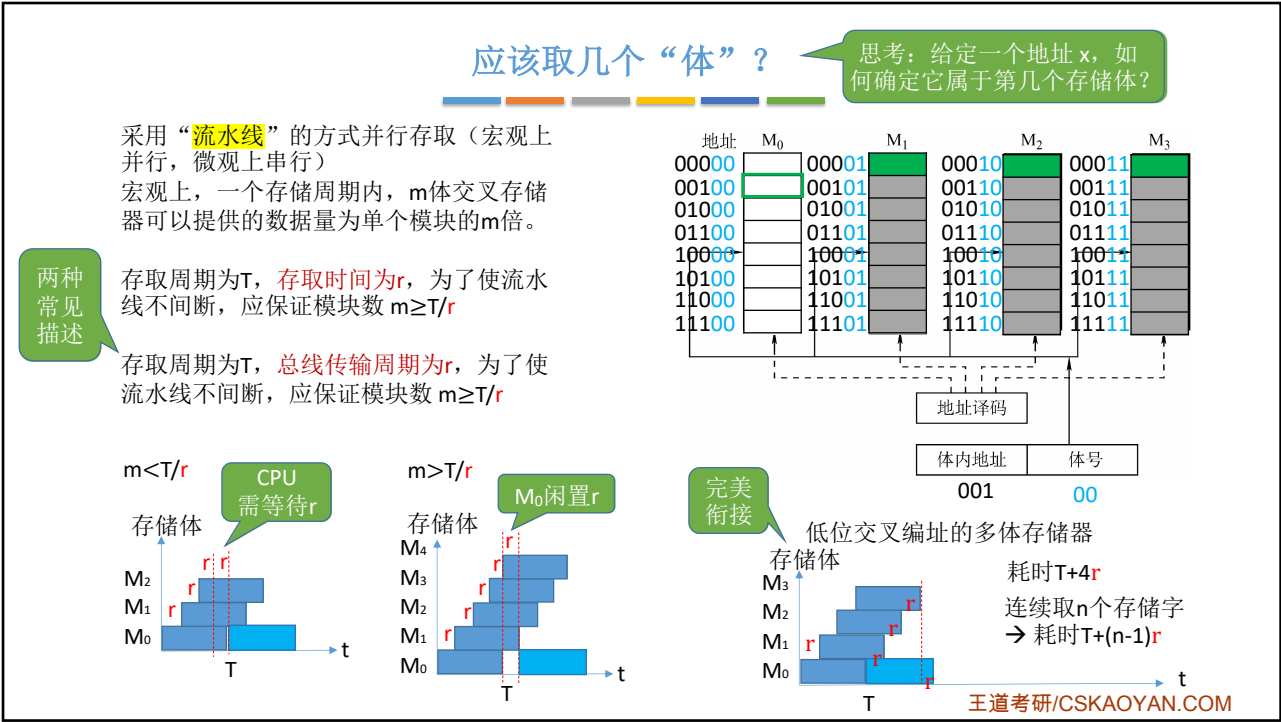 应该取几个“体”？
思考：给定一个地址 x，如
何确定它属于第几个存储体？
采用“流水线”的方式并行存取（宏观上
并行，微观上串行）
宏观上，一个存储周期内，m体交叉存储
器可以提供的数据量为单个模块的m倍。
两种
常见
描述
存取周期为T，存取时间为r，为了使流水
线不间断，应保证模块数 m≥T/r
存取周期为T，总线传输周期为r，为了使
流水线不间断，应保证模块数 m≥T/r
地址 M0 M1 M2 M3
00000 00001 00010 00011
00100 00101 00110 00111
01000 01001 01010 01011
01100 01101 01110 01111
10000 10001 10010 10011
10100 10101 10110 10111
11000 11001 11010 11011
11100 11101 11110 11111
地址译码
体内地址 体号
001 00
低位交叉编址的多体存储器
m<T/r
CPU
需等待r
存储体
r r
M2 r
M1 r
M0
t
T
m>T/r
M0闲置r
存储体
r
M4 r
M3 r
M2 r
M1 r
M0
t
T
完美
衔接
存储体
M3
r
M2
M1 r
r
M0
r
t
T
耗时T+4r
连续取n个存储字
→ 耗时T+(n-1)r
王道考研/CSKAOYAN.COM